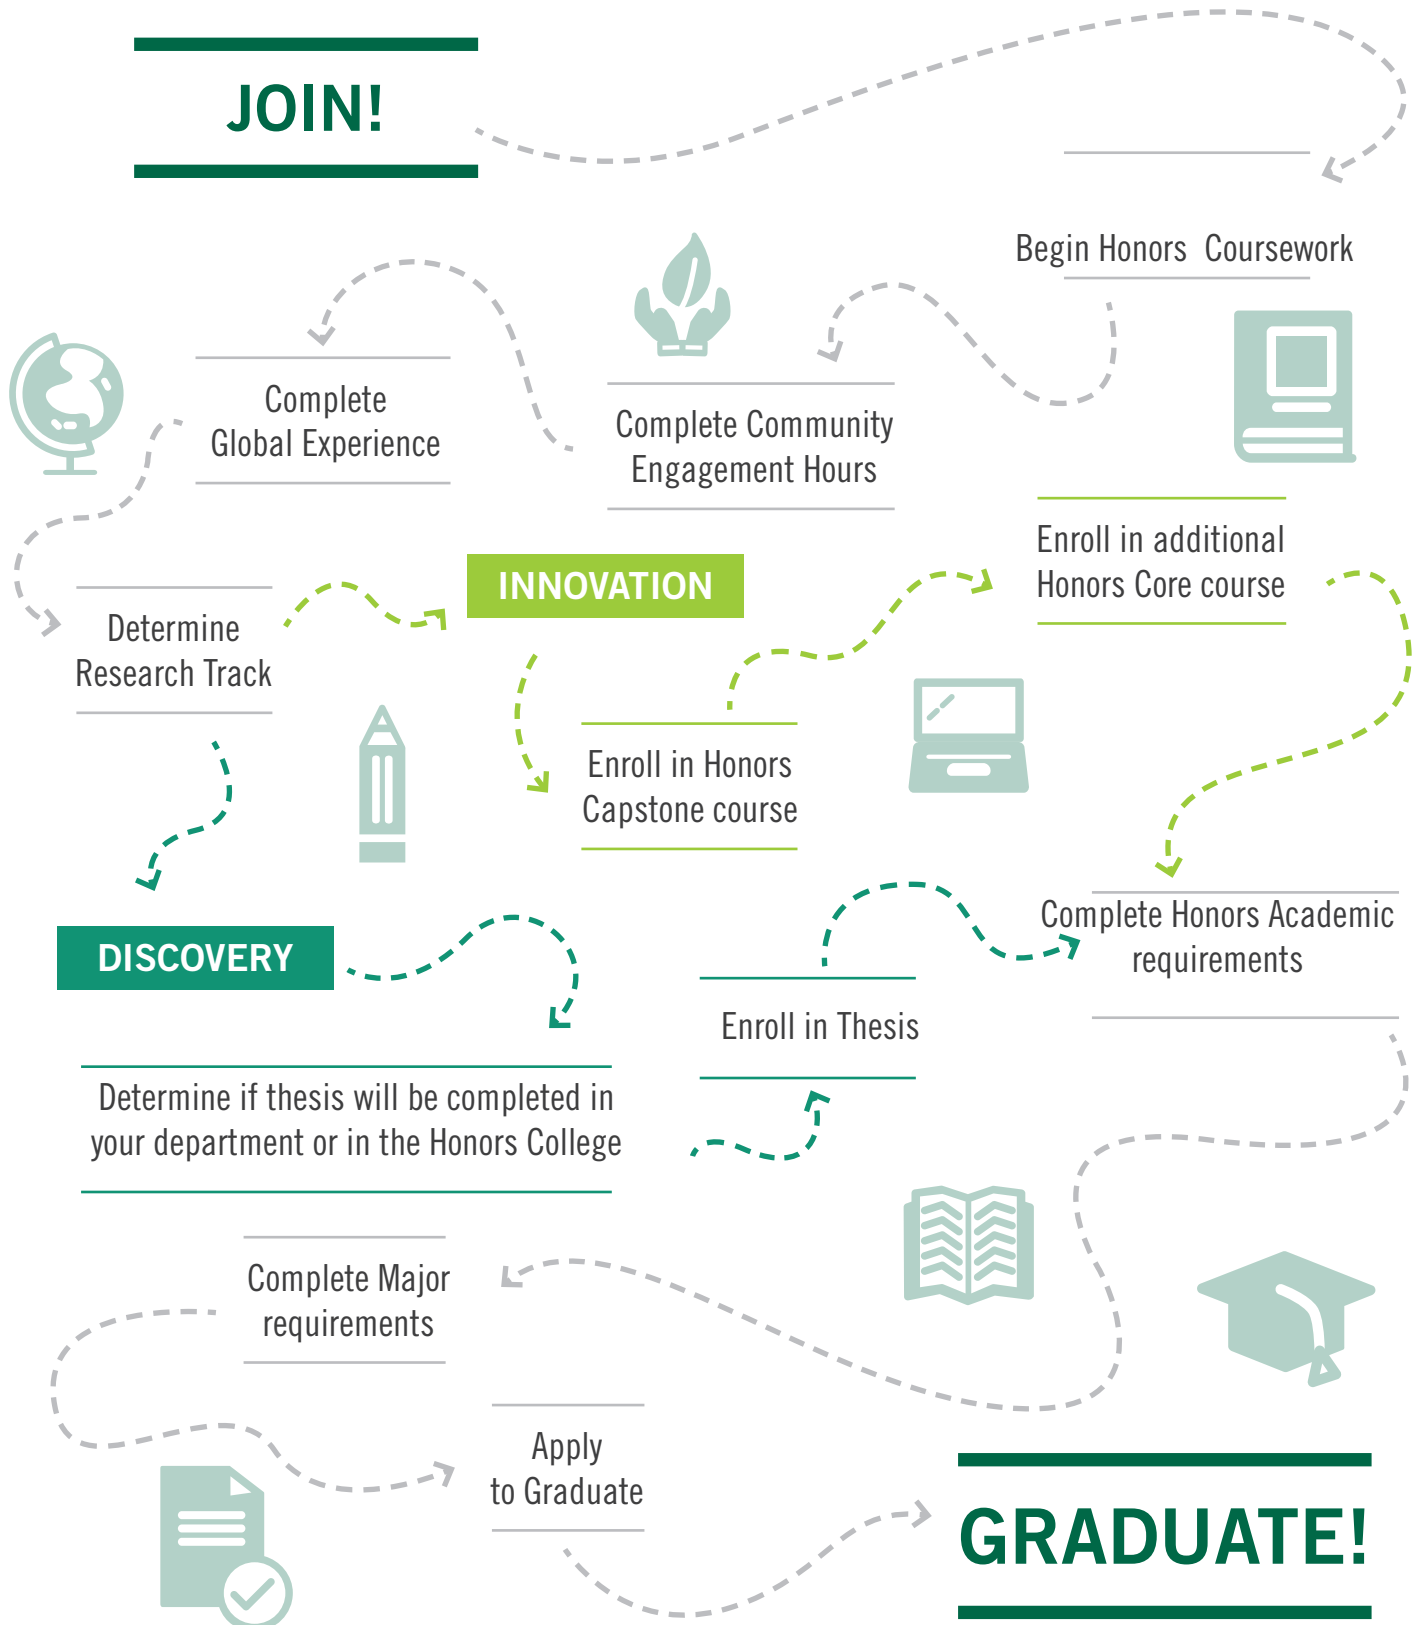 JOIN!
Begin Honors Coursework
Complete Community
Engagement Hours
Complete
Global Experience
Determine
Research Track
INNOVATION
Enroll in Honors
Capstone course
Enroll in additional
Honors Core course
DISCOVERY
Determine if thesis will be completed in
your department or in the Honors College
Enroll in Thesis
Complete Honors Academic
requirements
Complete Major
requirements
Apply
to Graduate
GRADUATE!